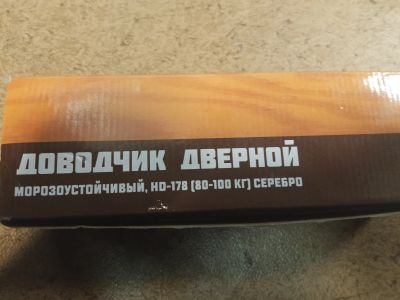 ДОВОДЧИК ДВЕРНОЙ
МОРОЗОУСТОЙЧИВЫЙ, HD-178 (80-100 КГ) СЕРЕБРО